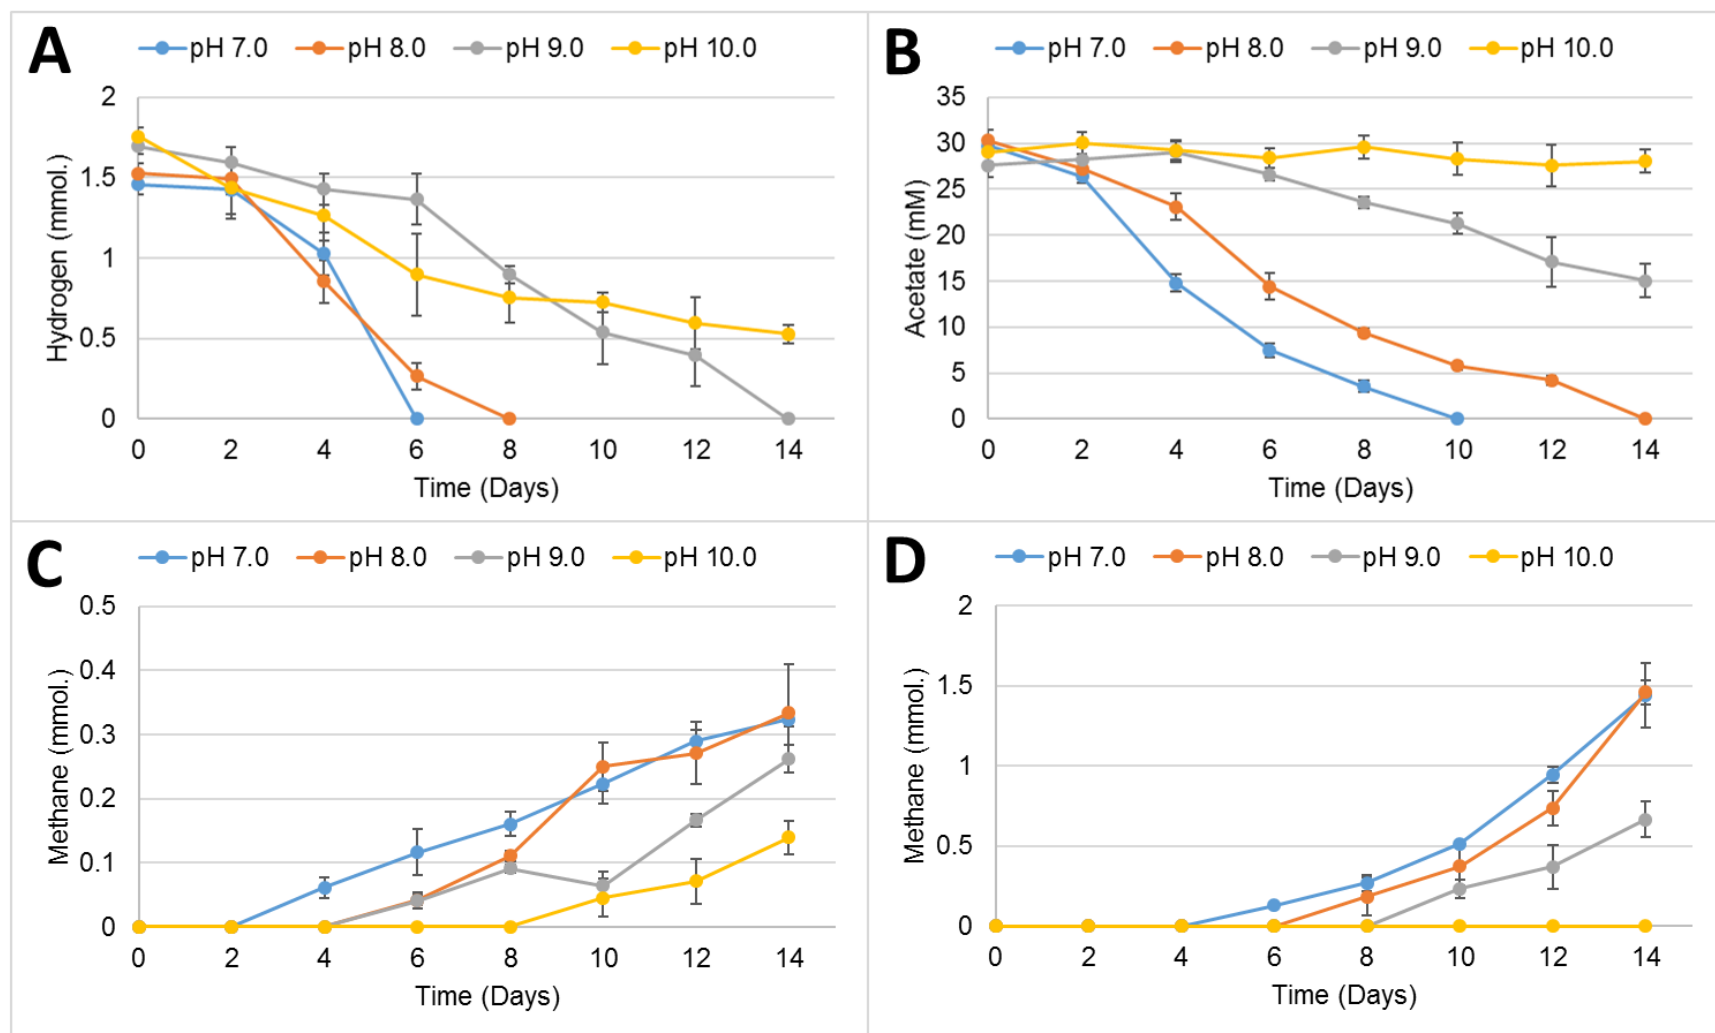 A
pH 7.0 pH 8.0 pH 9.0 pH 10.0
2
1.5
1
0.5
0
Hydrogen (mmol.)
0 2 4 6 8 10 12 14
Time (Days)
B
pH 7.0 pH 8.0 pH 9.0 pH 10.0
35
30
25
20
15
10
5
0
Acetate (mM)
0 2 4 6 8 10 12 14
Time (Days)
C
pH 7.0 pH 8.0 pH 9.0 pH 10.0
0.5
0.4
0.3
0.2
0.1
0
Methane (mmol.)
0 2 4 6 8 10 12 14
Time (Days)
D
pH 7.0 pH 8.0 pH 9.0 pH 10.0
2
1.5
1
0.5
0
Methane (mmol.)
0 2 4 6 8 10 12 14
Time (Days)